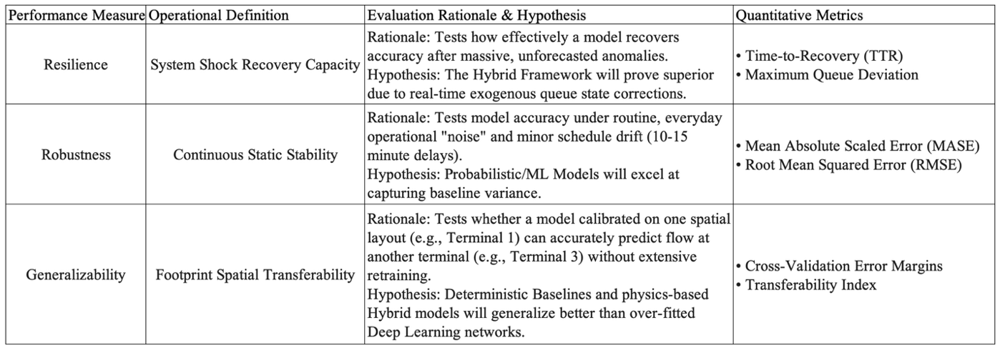 Performance Measure
Operational Definition
Evaluation Rationale & Hypothesis
Quantitative Metrics
Resilience
System Shock Recovery Capacity
Rationale: Tests how effectively a model recovers
accuracy after massive, unforecasted anomalies.
Hypothesis: The Hybrid Framework will prove superior
due to real-time exogenous queue state corrections.
• Time-to-Recovery (TTR)
• Maximum Queue Deviation
Robustness
Continuous Static Stability
Rationale: Tests model accuracy under routine, everyday
operational "noise" and minor schedule drift (10-15
minute delays).
Hypothesis: Probabilistic/ML Models will excel at
capturing baseline variance.
• Mean Absolute Scaled Error (MASE)
• Root Mean Squared Error (RMSE)
Generalizability
Footprint Spatial Transferability
Rationale: Tests whether a model calibrated on one spatial
layout (e.g., Terminal 1) can accurately predict flow at
another terminal (e.g., Terminal 3) without extensive
retraining.
Hypothesis: Deterministic Baselines and physics-based
Hybrid models will generalize better than over-fitted
Deep Learning networks.
• Cross-Validation Error Margins
• Transferability Index